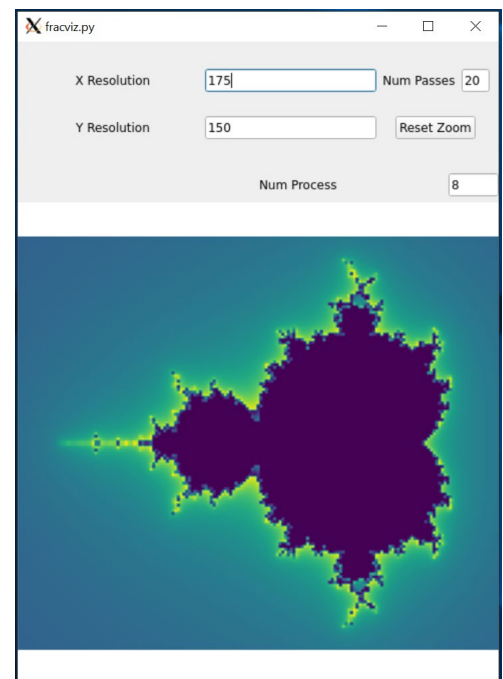 fracviz.py
X Resolution 175 Num Passes 20
Y Resolution 150 Reset Zoom
Num Process 8